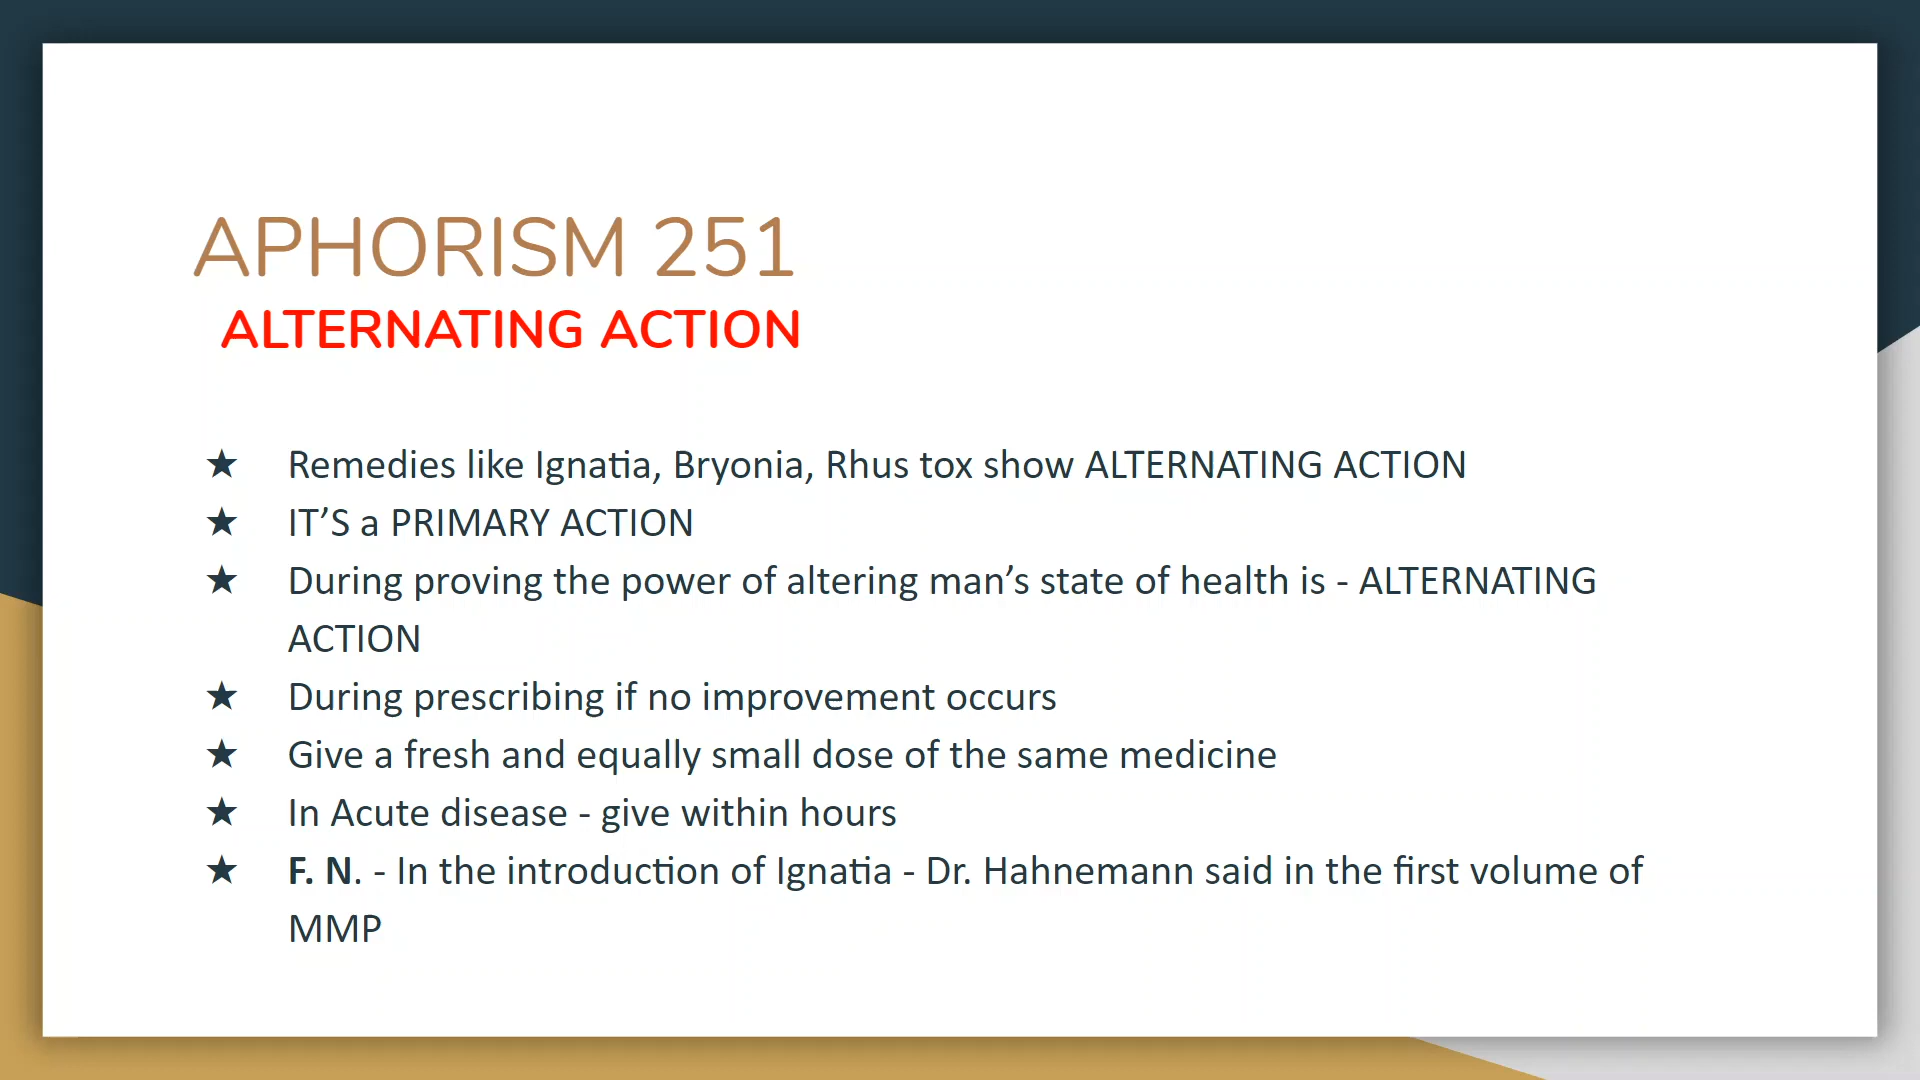 APHORISM 251
ALTERNATING ACTION
★ Remedies like Ignatia, Bryonia, Rhus tox show ALTERNATING ACTION
★ IT’S a PRIMARY ACTION
★ During proving the power of altering man’s state of health is - ALTERNATING
ACTION
★ During prescribing if no improvement occurs
★ Give a fresh and equally small dose of the same medicine
★ In Acute disease - give within hours
★ F. N. - In the introduction of Ignatia - Dr. Hahnemann said in the first volume of
MMP